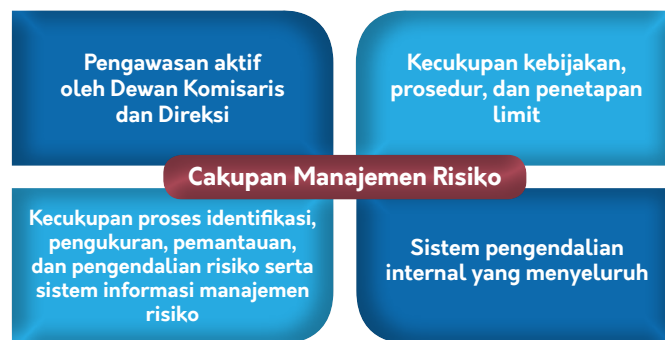 Pengawasan aktif
oleh Dewan Komisaris
dan Direksi
Kecukupan kebijakan,
prosedur, dan penetapan
limit
Cakupan Manajemen Risiko
Kecukupan proses identifikasi,
pengukuran, pemantauan,
dan pengendalian risiko serta
sistem informasi manajemen
risiko
Sistem pengendalian
internal yang menyeluruh